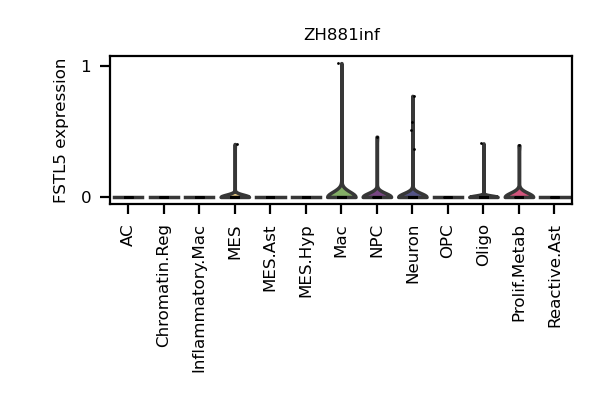 ZH881inf
FSTL5 expression
1
0
AC
Chromatin.Reg
Inflammatory.Mac
MES
MES.Ast
MES.Hyp
Mac
NPC
Neuron
OPC
Oligo
Prolif.Metab
Reactive.Ast